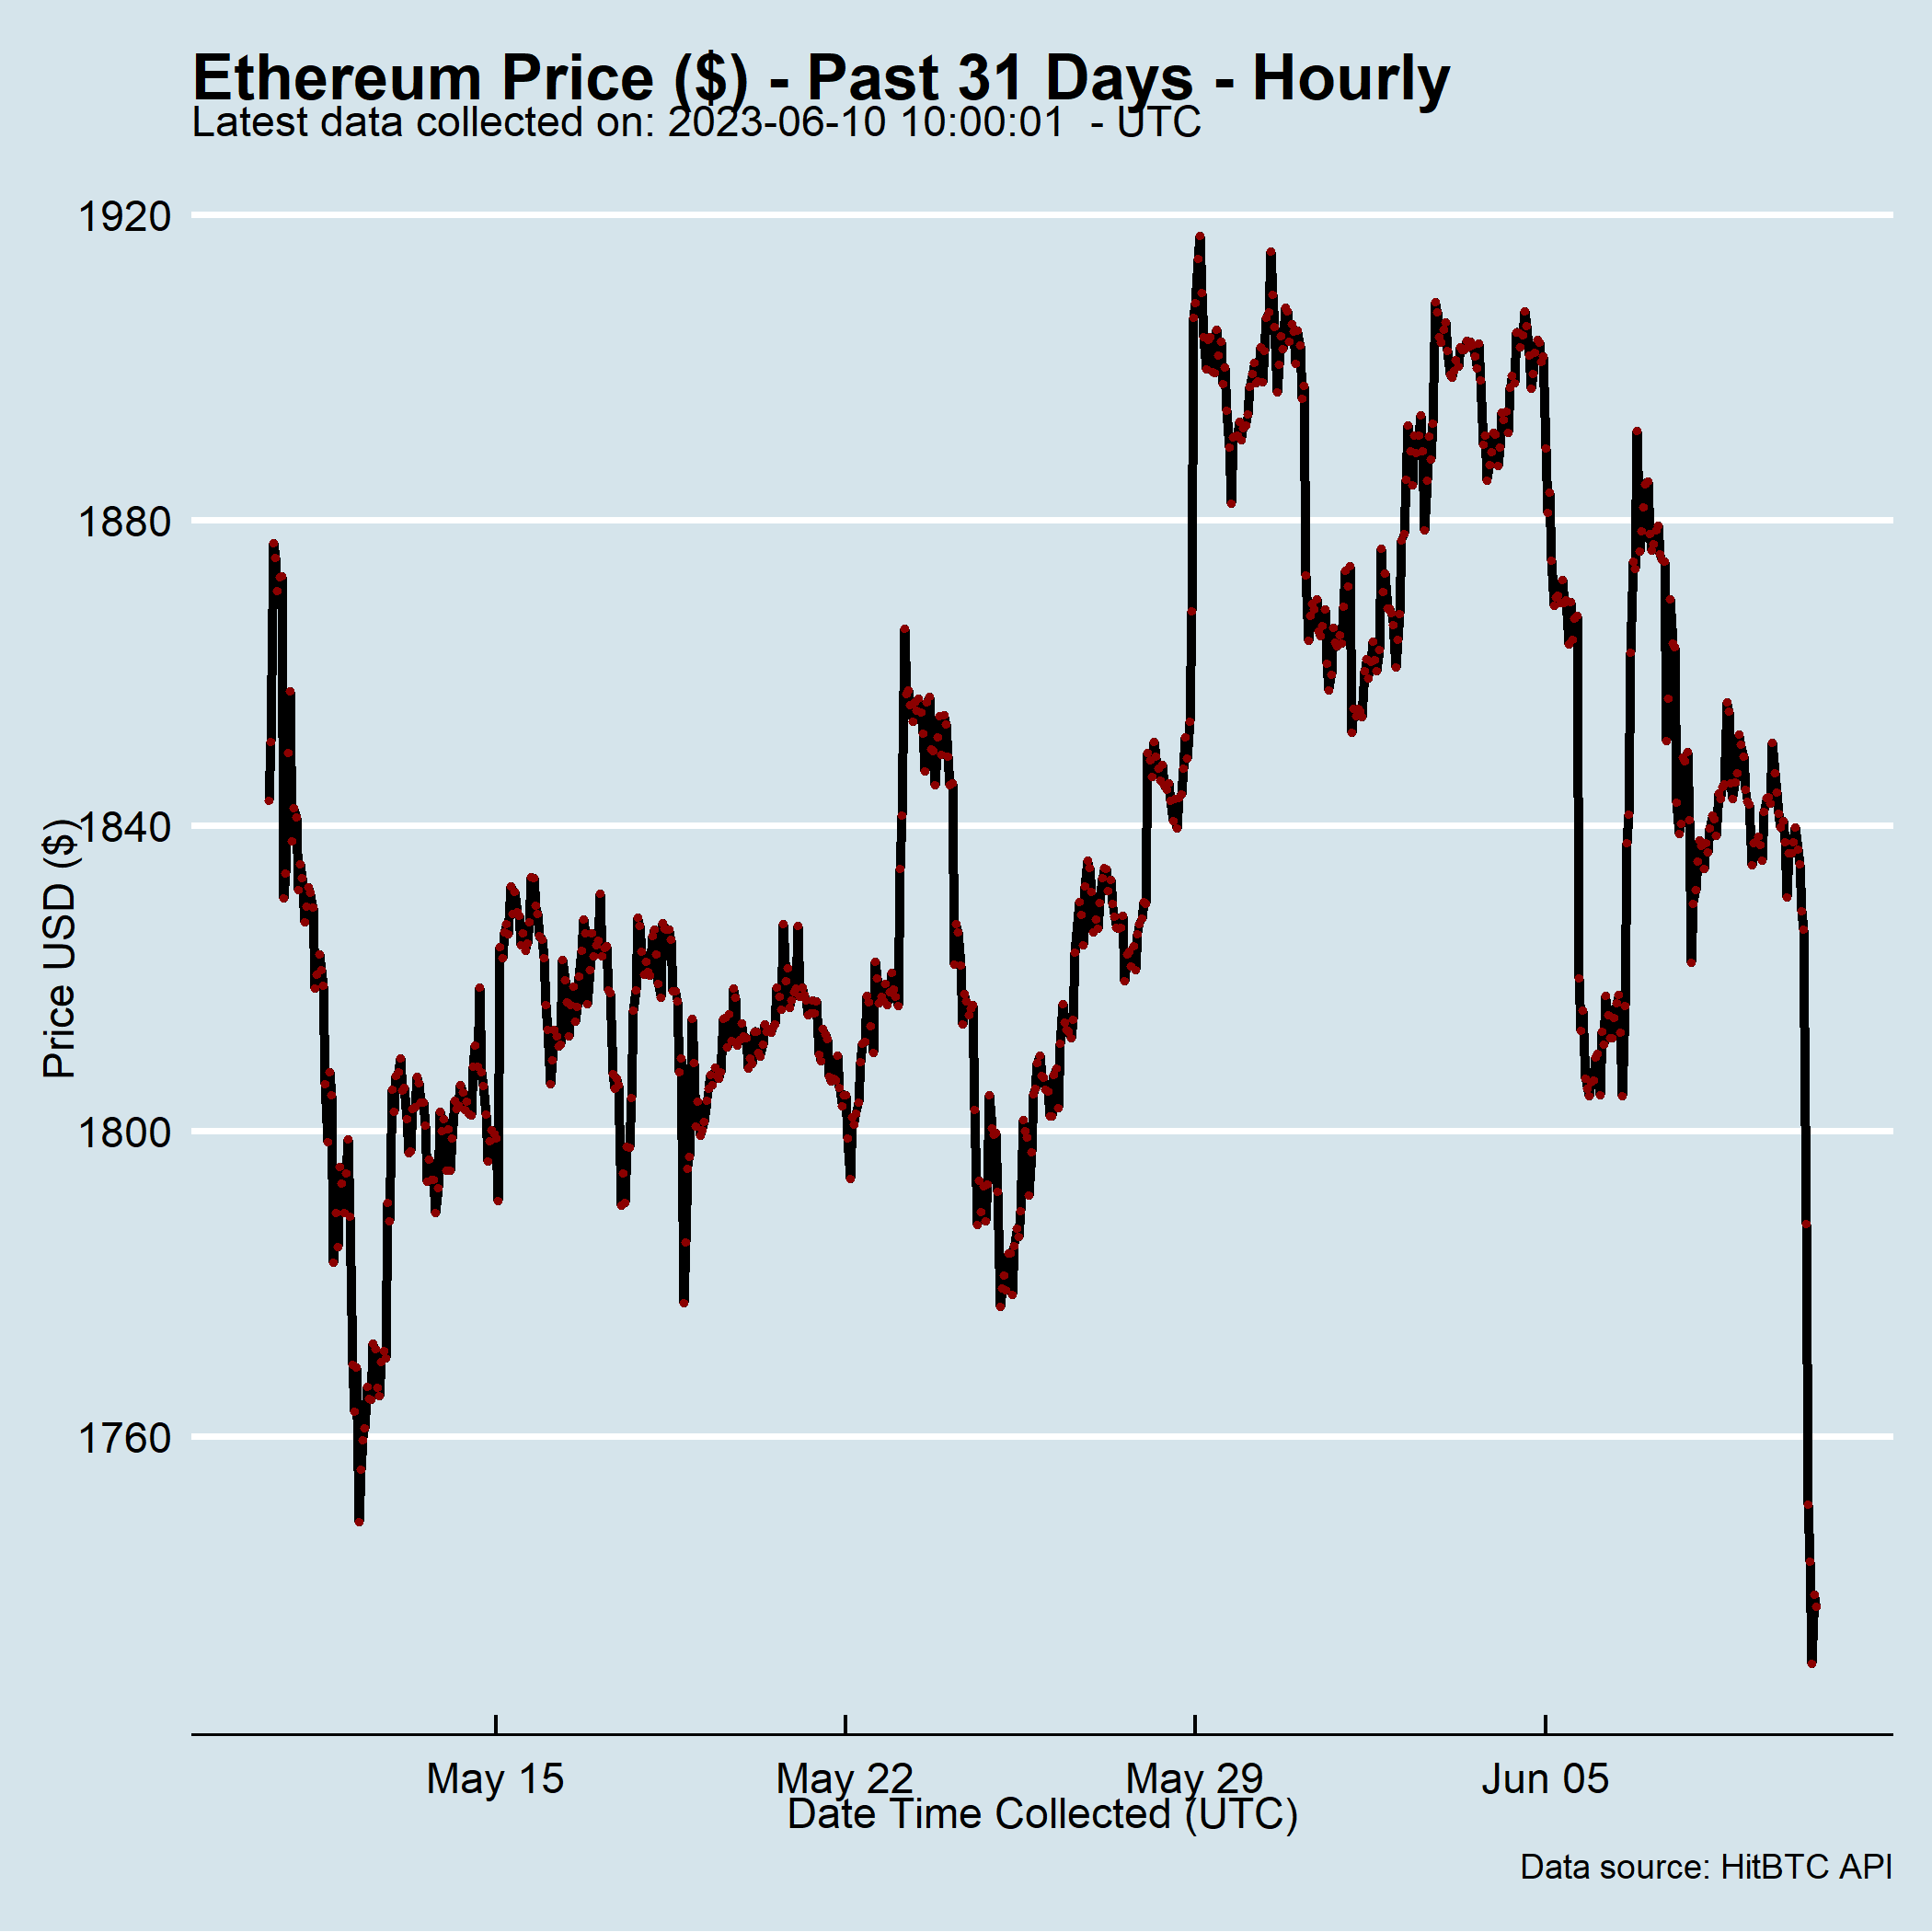 Ethereum Price ($) - Past 31 Days - Hourly
Latest data collected on: 2023-06-10 10:00:01  - UTC
1920
1880
1840
1800
1760
Price USD ($)
May 15
May 22
May 29
Jun 05
Date Time Collected (UTC)
Data source: HitBTC API